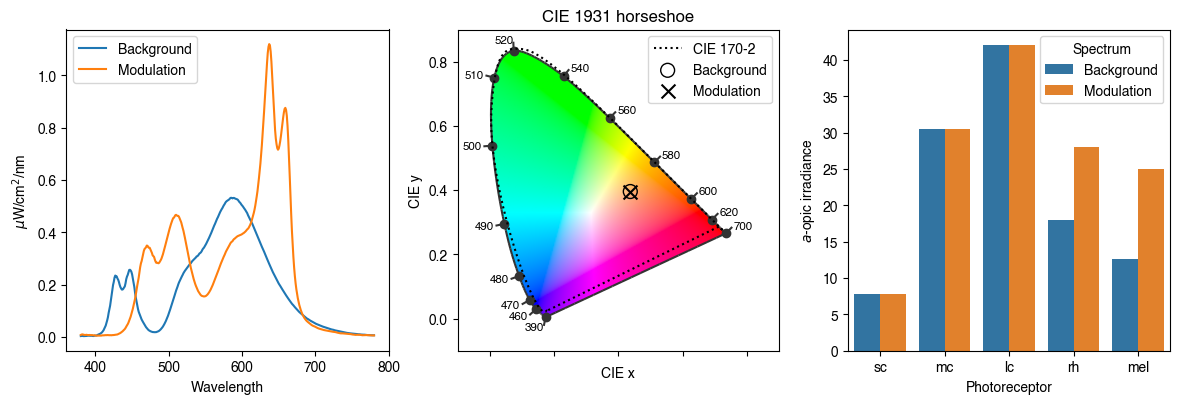 Background
Modulation
1.0
0.8
0.6
0.4
0.2
0.0
μW/cm²/nm
400
500
600
700
800
Wavelength
CIE 1931 horseshoe
CIE 170-2
Background
Modulation
520
540
510
560
500
580
600
620
490
700
480
470
460
390
0.8
0.6
0.4
0.2
0.0
CIE y
CIE x
Spectrum
Background
Modulation
40
35
30
25
20
15
10
5
0
a-opic irradiance
sc
mc
lc
rh
mel
Photoreceptor